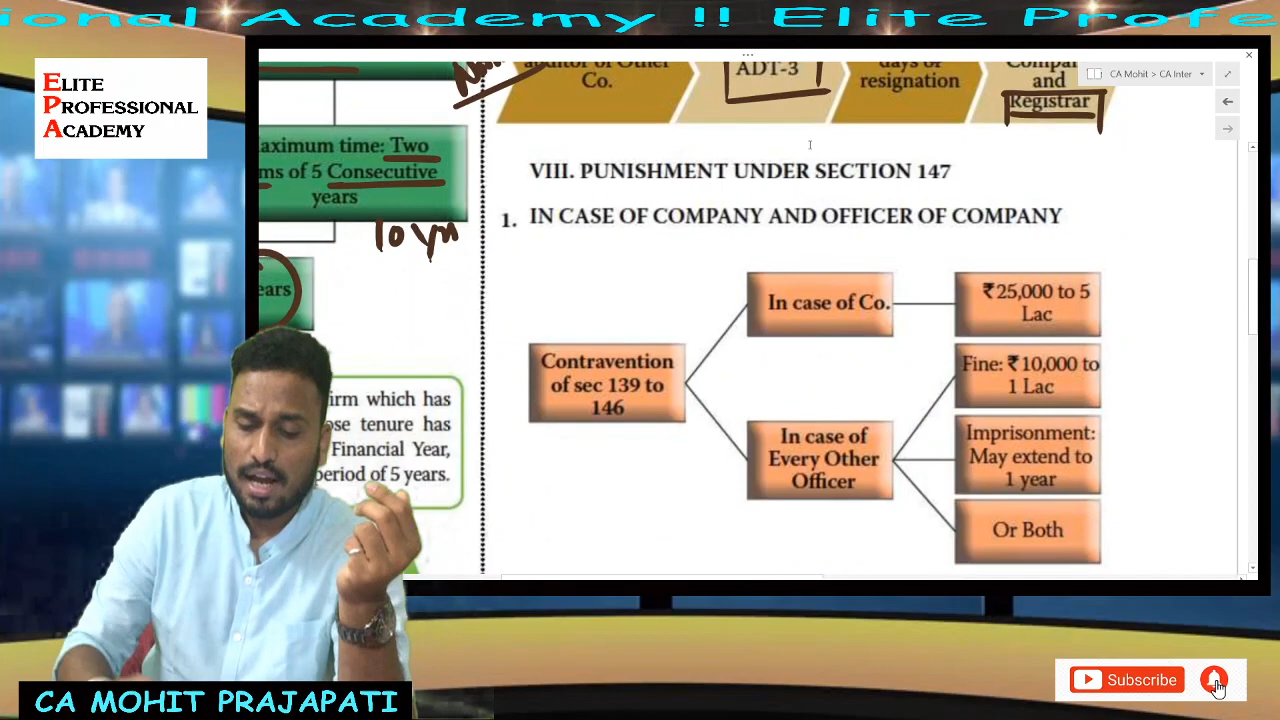 ional Academy !! Elite Profe
ELITE
PROFESSIONAL
ACADEMY
auditor of Other
Co.
ADT-3
days of
resignation
and
Registrar
CA Mohit > CA Inter
aximum time: Two
ms of 5 Consecutive
years
10 yrs
ears
irm which has
ose tenure has
Financial Year,
period of 5 years.
VIII. PUNISHMENT UNDER SECTION 147
1. IN CASE OF COMPANY AND OFFICER OF COMPANY
Contravention
of sec 139 to
146
In case of Co.
₹25,000 to 5
Lac
In case of
Every Other
Officer
Fine: ₹10,000 to
1 Lac
Imprisonment:
May extend to
1 year
Or Both
CA MOHIT PRAJAPATI
Subscribe